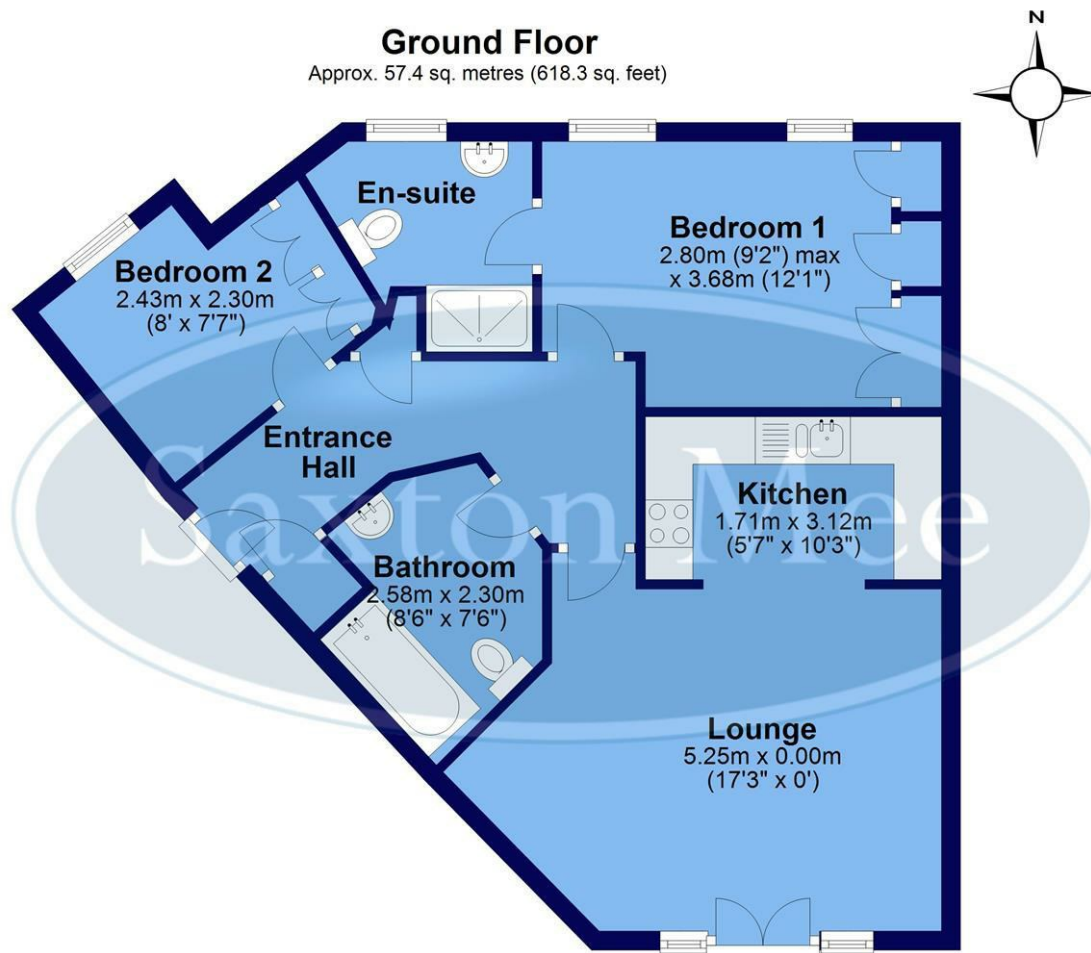 Ground Floor
Approx. 57.4 sq. metres (618.3 sq. feet)
N
En-suite
Bedroom 1
2.80m (9'2") max
x 3.68m (12'1")
Bedroom 2
2.43m x 2.30m
(8' x 7'7")
Entrance
Hall
Kitchen
1.71m x 3.12m
(5'7" x 10'3")
Saxton Mee
Bathroom
2.58m x 2.30m
(8'6" x 7'6")
Lounge
5.25m x 0.00m
(17'3" x 0')